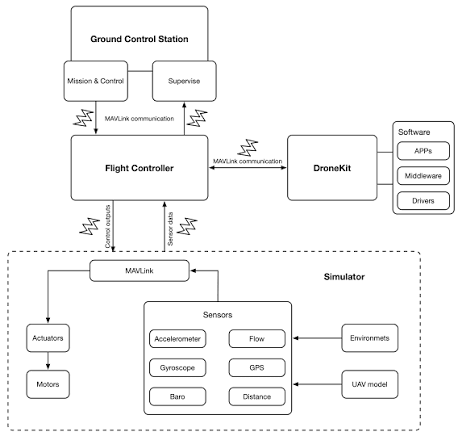 Ground Control Station
Mission & Control
Supervise
MAVLink communication
Flight Controller
MAVLink communication
DroneKit
Software
APPs
Middleware
Drivers
Control outputs
Sensor data
MAVLink
Simulator
Sensors
Accelerometer
Flow
Gyroscope
GPS
Baro
Distance
Actuators
Motors
Environmets
UAV model